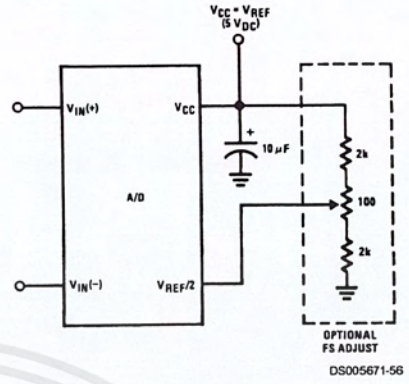 VCC = VREF
(5 VDC)
VIN(+)
VCC
+
10 µF
2k
A/D
100
2k
VIN(−)
VREF/2
OPTIONAL
FS ADJUST
DS005671-56